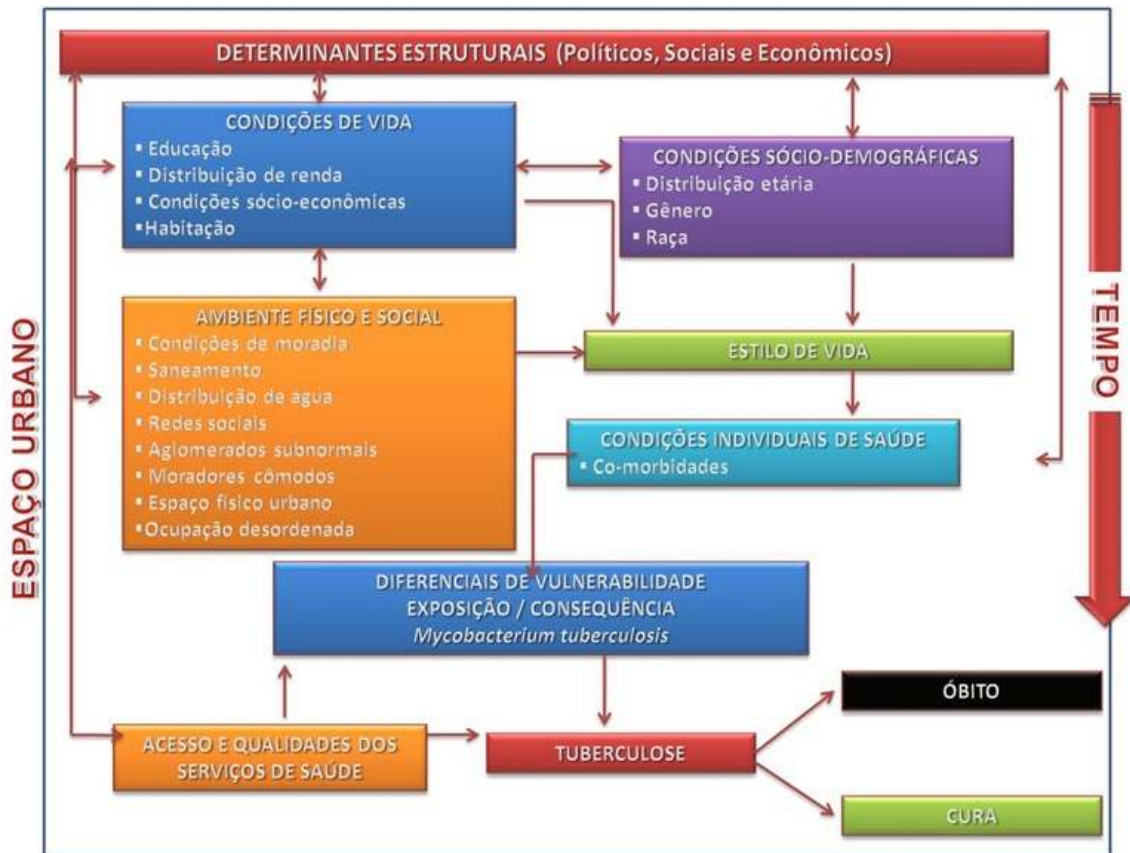 DETERMINANTES ESTRUTURAIS (Políticos, Sociais e Econômicos)
CONDIÇÕES DE VIDA
▪ Educação
▪ Distribuição de renda
▪ Condições sócio-econômicas
▪ Habitação
CONDIÇÕES SÓCIO-DEMOGRÁFICAS
▪ Distribuição etária
▪ Gênero
▪ Raça
AMBIENTE FÍSICO E SOCIAL
▪ Condições de moradia
▪ Saneamento
▪ Distribuição de água
▪ Redes sociais
▪ Aglomerados subnormais
▪ Moradores cômodos
▪ Espaço físico urbano
▪ Ocupação desordenada
ESTILO DE VIDA
CONDIÇÕES INDIVIDUAIS DE SAÚDE
▪ Co-morbidades
ESPAÇO URBANO
TEMPO
DIFERENCIAIS DE VULNERABILIDADE
EXPOSIÇÃO / CONSEQUÊNCIA
Mycobacterium tuberculosis
ACESSO E QUALIDADES DOS
SERVIÇOS DE SAÚDE
TUBERCULOSE
ÓBITO
CURA